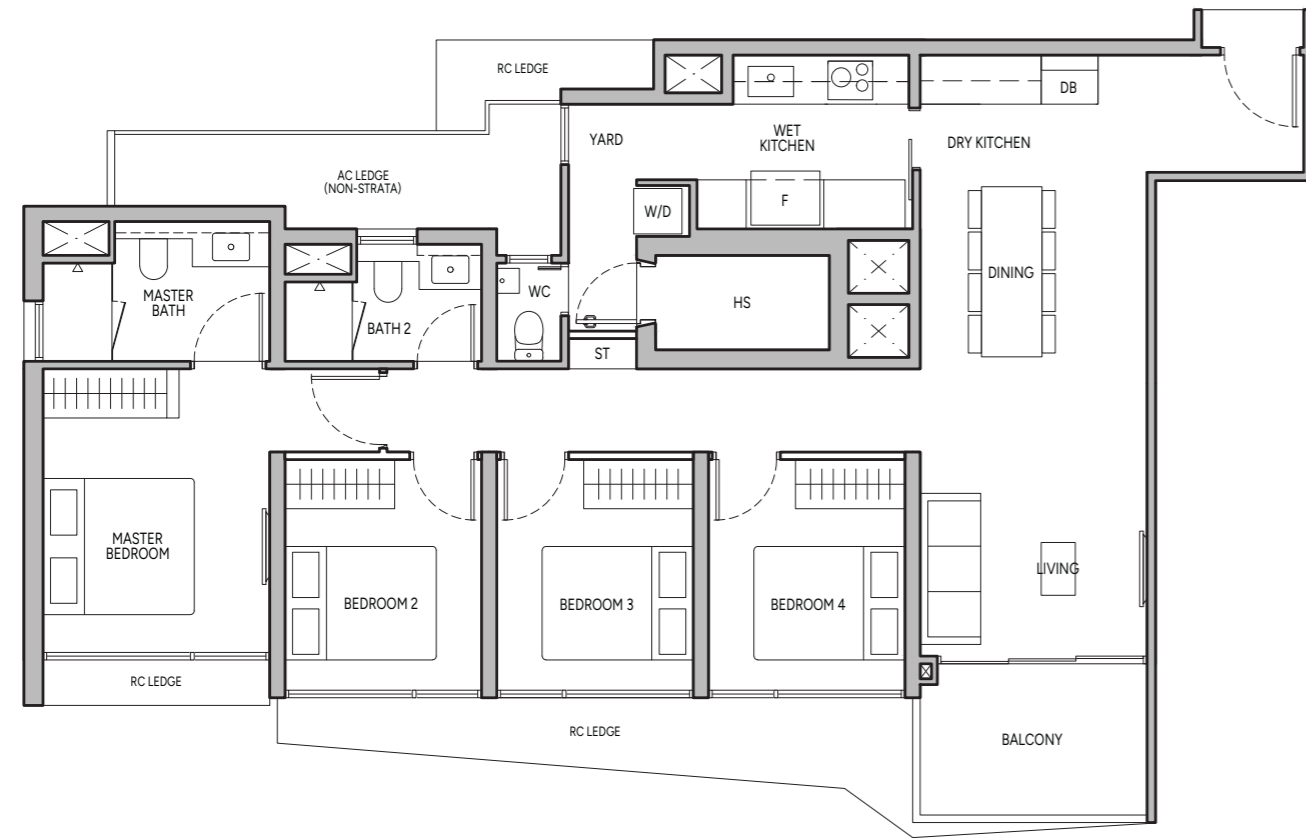 RC LEDGE
DB
YARD
WET
KITCHEN
DRY KITCHEN
AC LEDGE
(NON-STRATA)
F
W/D
DINING
MASTER
BATH
BATH 2
WC
HS
ST
MASTER
BEDROOM
BEDROOM 2
BEDROOM 3
BEDROOM 4
LIVING
RC LEDGE
RC LEDGE
BALCONY